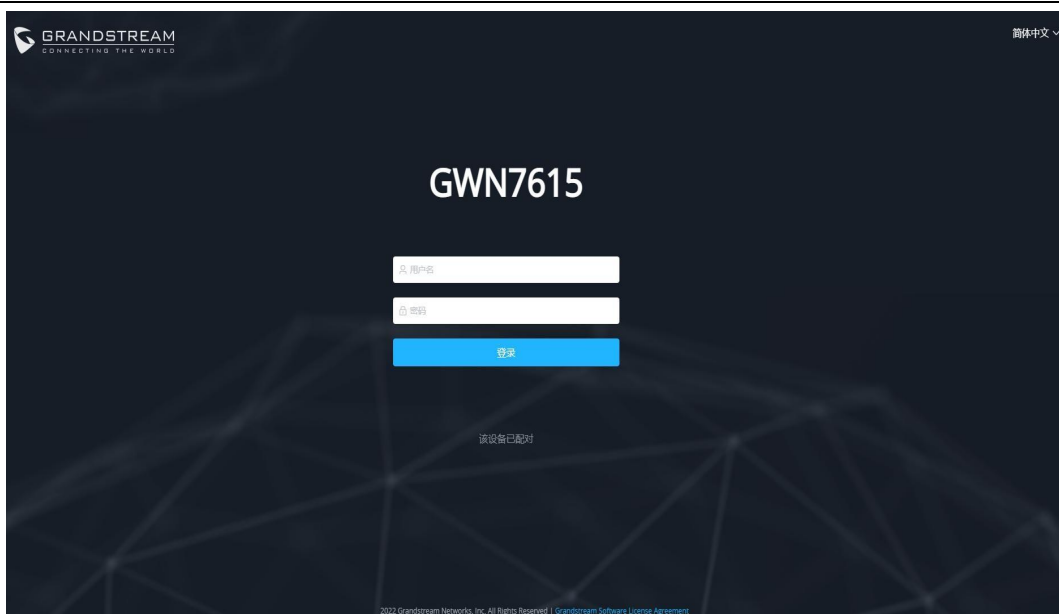 GRANDSTREAM
CONNECTING THE WORLD
简体中文
GWN7615
用户名
密码
登录
该设备已配对
2022 Grandstream Networks, Inc. All Rights Reserved | Grandstream Software License Agreement